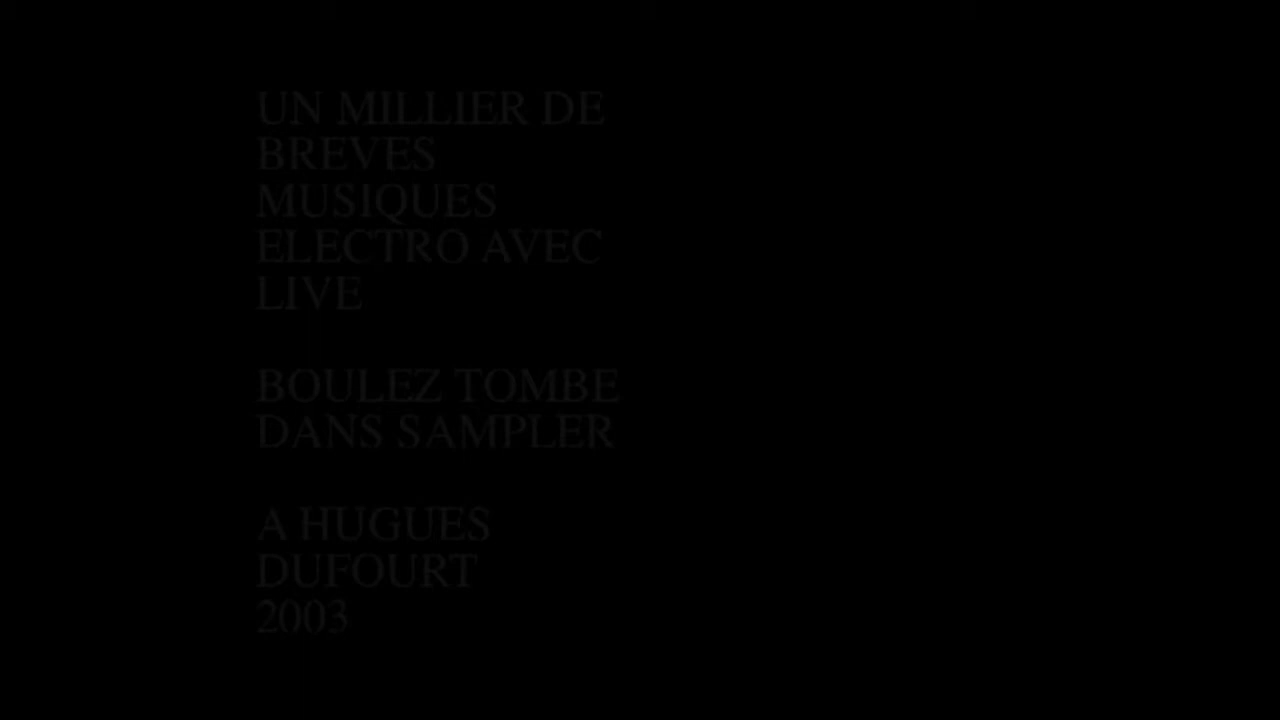 UN MILLIER DE
BREVES
MUSIQUES
ELECTRO AVEC
LIVE
BOULEZ TOMBE
DANS SAMPLER
A HUGUES
DUFOURT
2003